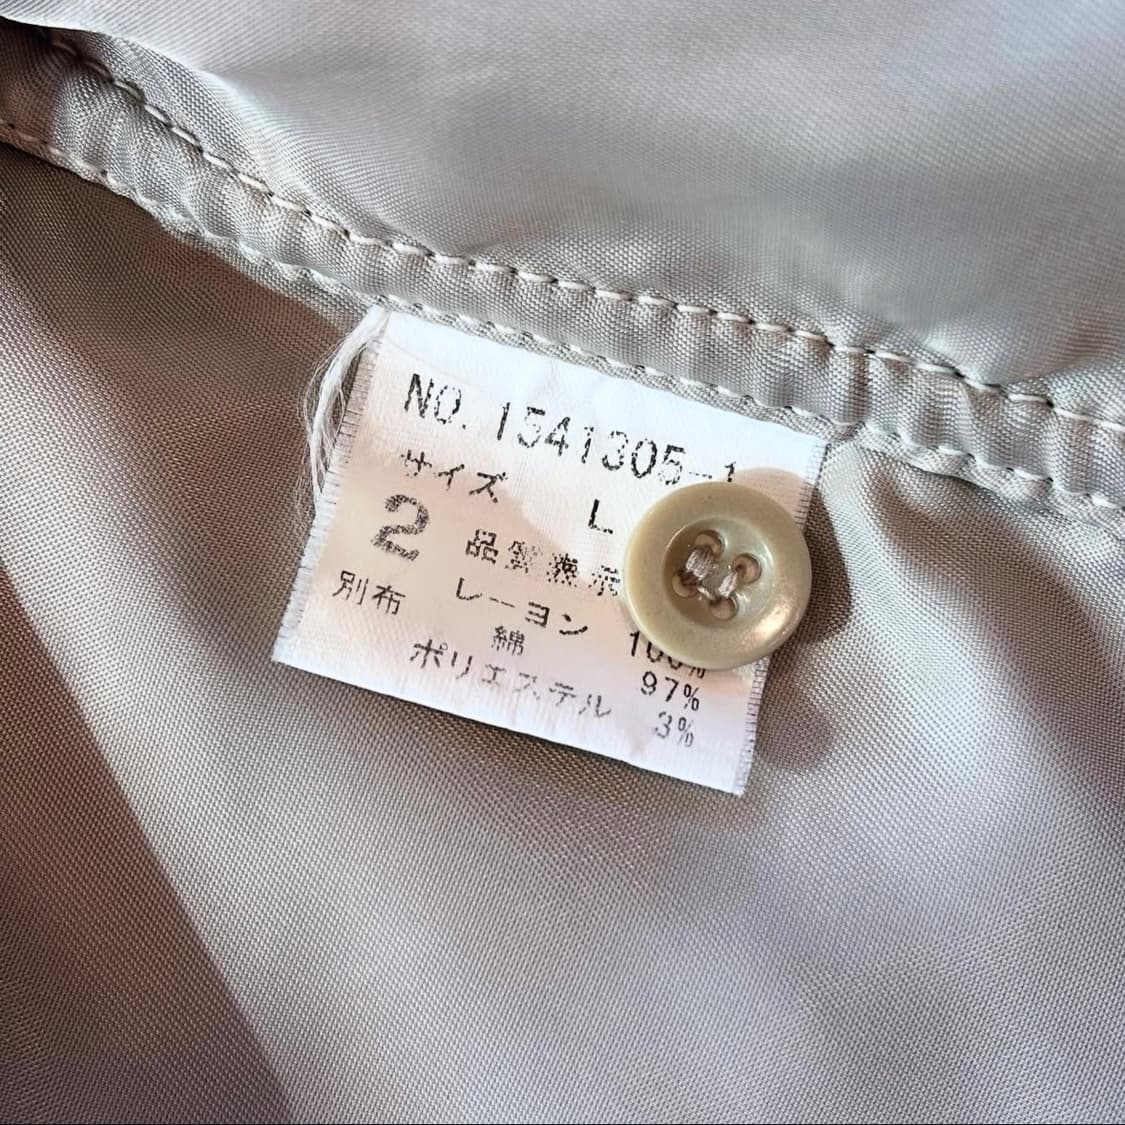 NO. 1541305-1
サイズ L
2 品質表示
レーヨン 100%
別布 綿 97%
ポリエステル 3%